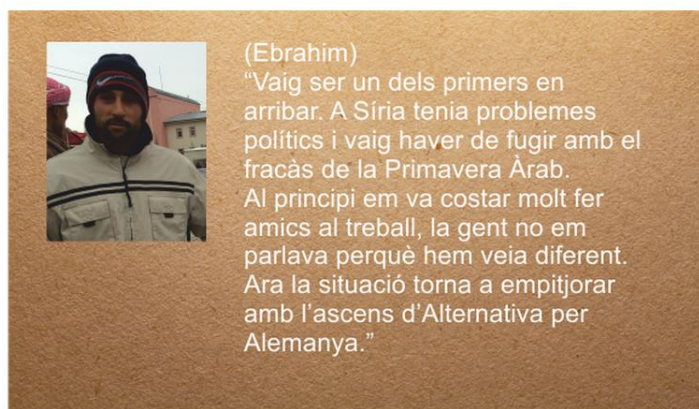 (Ebrahim)
“Vaig ser un dels primers en
arribar. A Síria tenia problemes
polítics i vaig haver de fugir amb el
fracàs de la Primavera Àrab.
Al principi em va costar molt fer
amics al treball, la gent no em
parlava perquè hem veia diferent.
Ara la situació torna a empitjorar
amb l’ascens d’Alternativa per
Alemanya.”